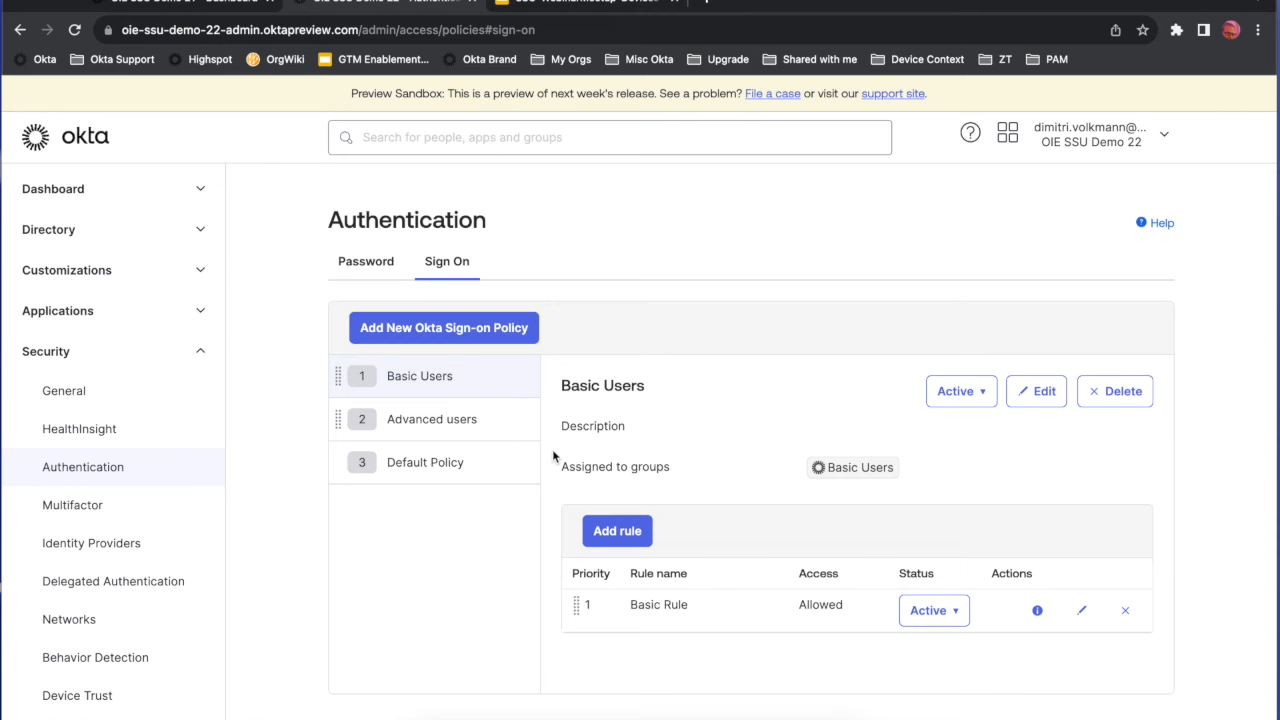 oie-ssu-demo-22-admin.oktapreview.com/admin/access/policies#sign-on
Okta Okta Support Highspot OrgWiki GTM Enablement... Okta Brand My Orgs Misc Okta Upgrade Shared with me Device Context ZT PAM
Preview Sandbox: This is a preview of next week's release. See a problem? File a case or visit our support site.
okta
Search for people, apps and groups
dimitri.volkmann@...
OIE SSU Demo 22
Dashboard
Directory
Customizations
Applications
Security
General
HealthInsight
Authentication
Multifactor
Identity Providers
Delegated Authentication
Networks
Behavior Detection
Device Trust
Authentication
Help
Password Sign On
Add New Okta Sign-on Policy
1 Basic Users
2 Advanced users
3 Default Policy
Basic Users
Active Edit Delete
Description
Assigned to groups Basic Users
Add rule
Priority Rule name Access Status Actions
1 Basic Rule Allowed Active